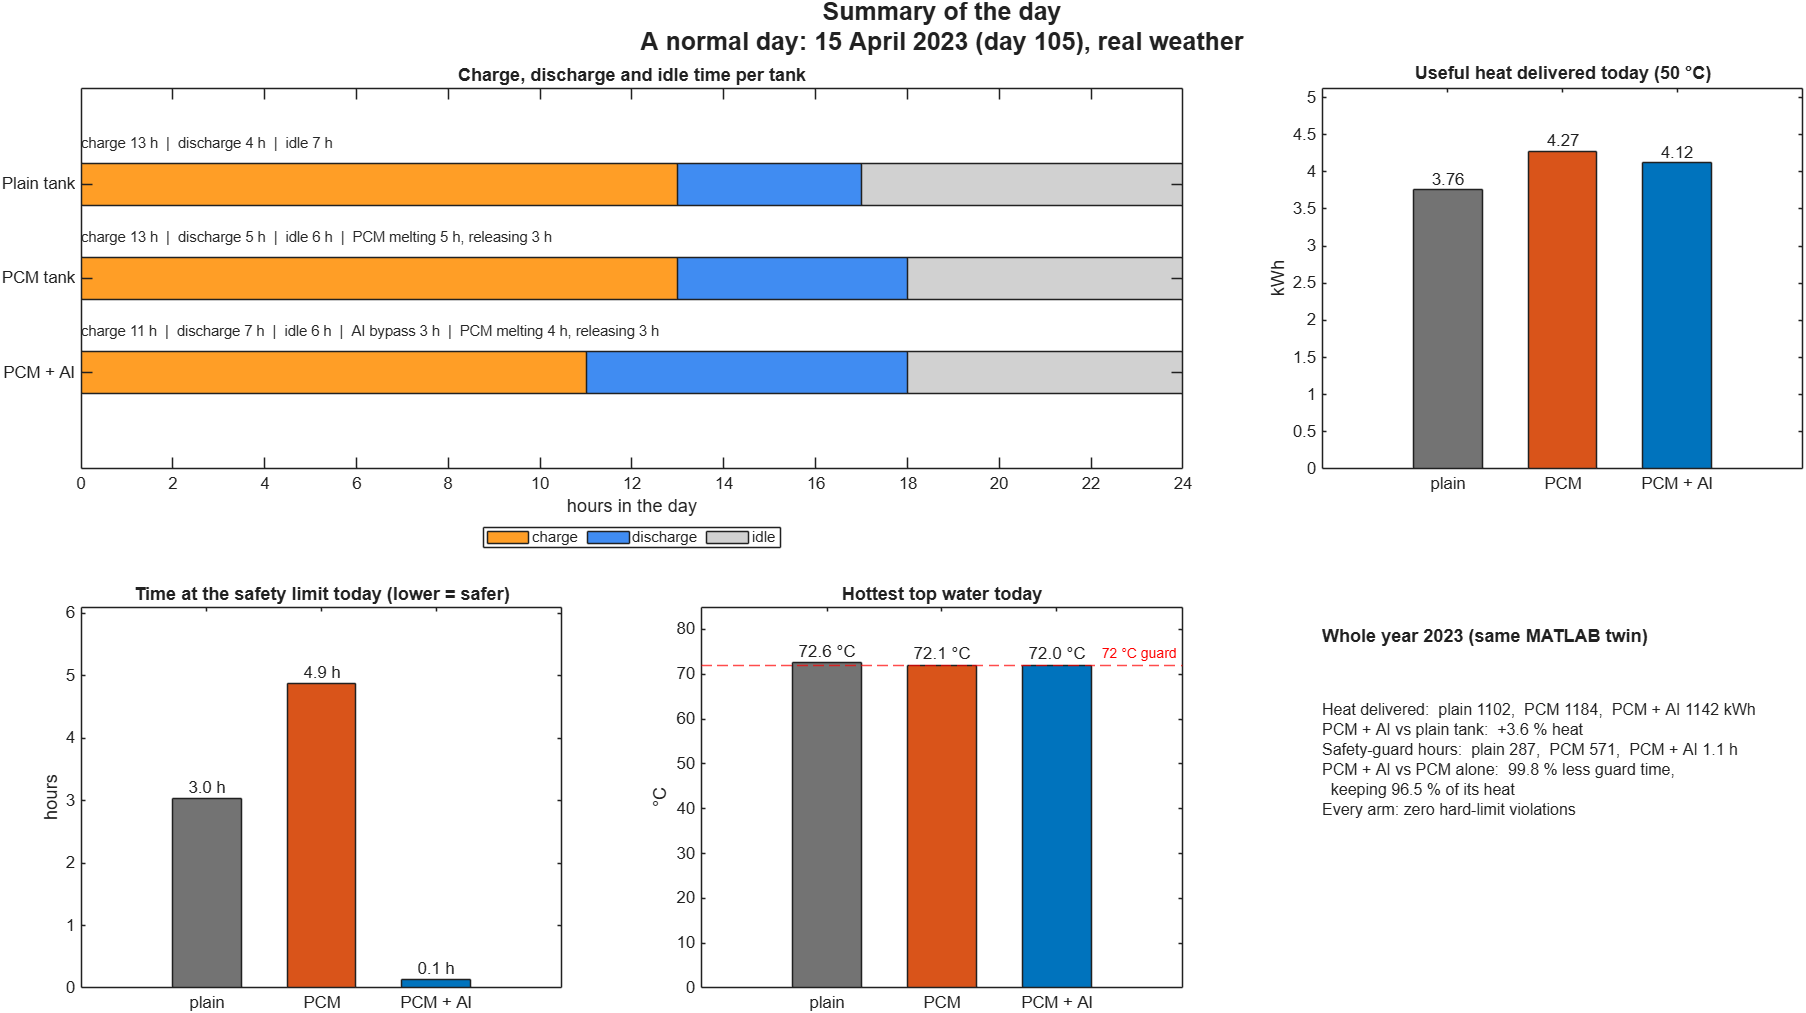 Summary of the day
A normal day: 15 April 2023 (day 105), real weather
Charge, discharge and idle time per tank
charge 13 h | discharge 4 h | idle 7 h
Plain tank
charge 13 h | discharge 5 h | idle 6 h | PCM melting 5 h, releasing 3 h
PCM tank
charge 11 h | discharge 7 h | idle 6 h | AI bypass 3 h | PCM melting 4 h, releasing 3 h
PCM + AI
0 2 4 6 8 10 12 14 16 18 20 22 24
hours in the day
charge discharge idle
Useful heat delivered today (50 °C)
5
4.5
4
3.5
3
2.5
2
1.5
1
0.5
0
kWh
3.76
4.27
4.12
plain PCM PCM + AI
Time at the safety limit today (lower = safer)
6
5
4
3
2
1
0
hours
3.0 h
4.9 h
0.1 h
plain PCM PCM + AI
Hottest top water today
80
70
60
50
40
30
20
10
0
°C
72.6 °C
72.1 °C
72.0 °C
72 °C guard
plain PCM PCM + AI
Whole year 2023 (same MATLAB twin)
Heat delivered: plain 1102, PCM 1184, PCM + AI 1142 kWh
PCM + AI vs plain tank: +3.6 % heat
Safety-guard hours: plain 287, PCM 571, PCM + AI 1.1 h
PCM + AI vs PCM alone: 99.8 % less guard time,
keeping 96.5 % of its heat
Every arm: zero hard-limit violations